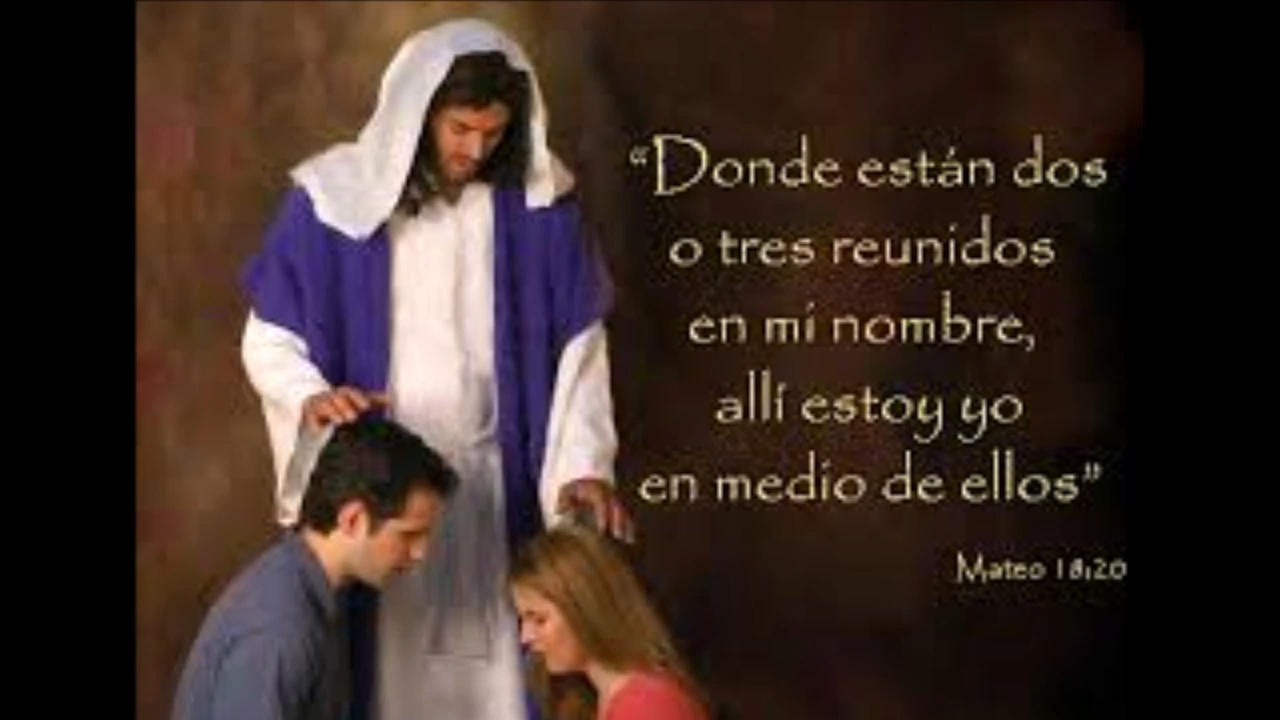 “Donde están dos
o tres reunidos
en mi nombre,
allí estoy yo
en medio de ellos”
Mateo 18:20